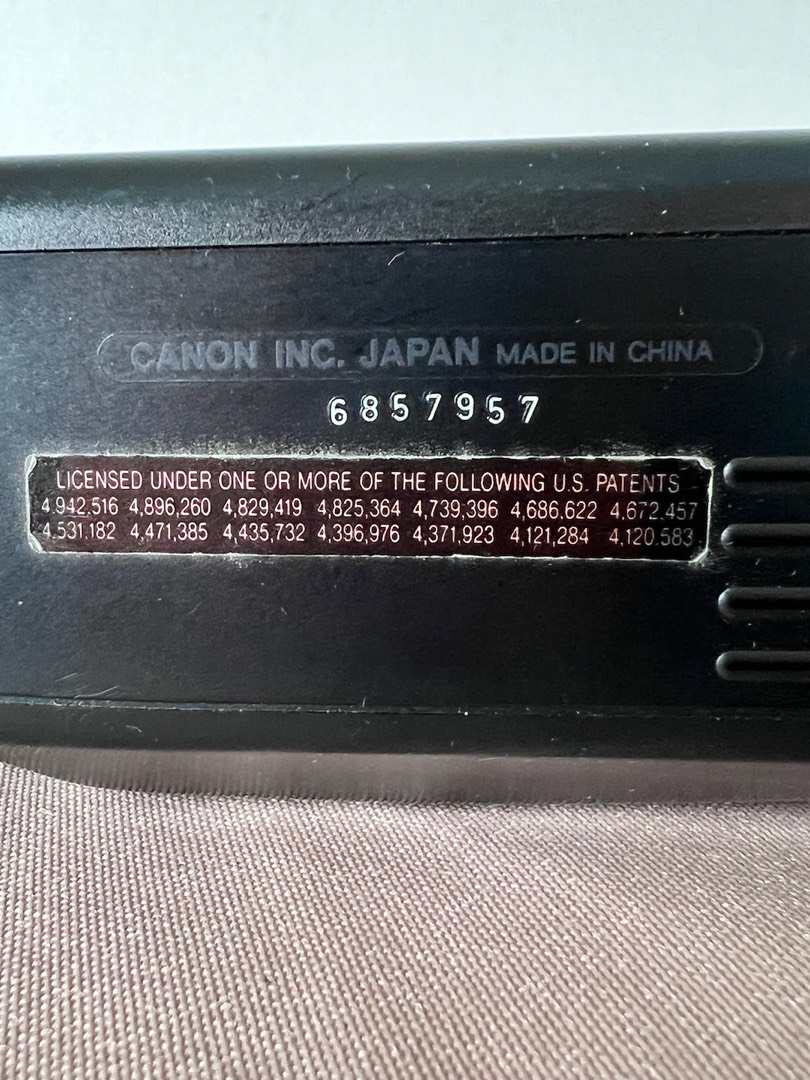 CANON INC. JAPAN MADE IN CHINA
6857957
LICENSED UNDER ONE OR MORE OF THE FOLLOWING U.S. PATENTS
4,942,516 4,896,260 4,829,419 4,825,364 4,739,396 4,686,622 4,672,457
4,531,182 4,471,385 4,435,732 4,396,976 4,371,923 4,121,284 4,120,583